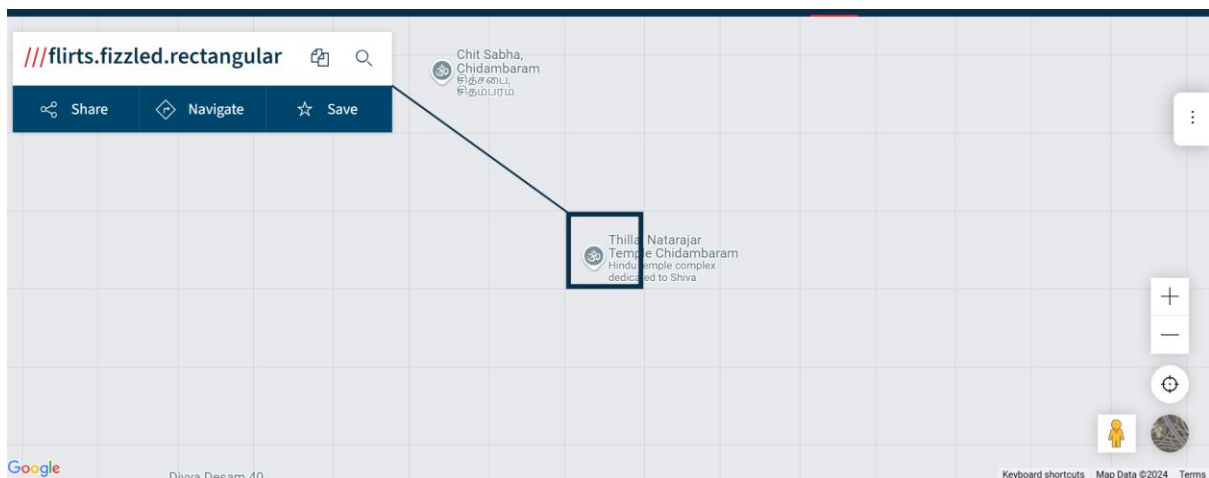 ///flirts.fizzled.rectangular
Share Navigate Save
Chit Sabha,
Chidambaram
சித்சபை,
சிதம்பரம்
Thillai Natarajar
Temple Chidambaram
Hindu temple complex
dedicated to Shiva
Google
Divya Desam 40
Keyboard shortcuts Map Data ©2024 Terms